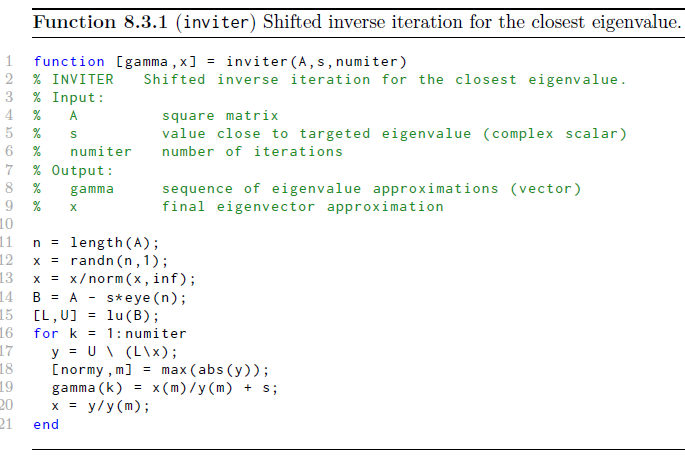 Function 8.3.1 (inviter) Shifted inverse iteration for the closest eigenvalue.
1 function [gamma,x] = inviter(A,s,numiter)
2 % INVITER   Shifted inverse iteration for the closest eigenvalue.
3 % Input:
4 %   A         square matrix
5 %   s         value close to targeted eigenvalue (complex scalar)
6 %   numiter   number of iterations
7 % Output:
8 %   gamma     sequence of eigenvalue approximations (vector)
9 %   x         final eigenvector approximation
10
11 n = length(A);
12 x = randn(n,1);
13 x = x/norm(x,inf);
14 B = A - s*eye(n);
15 [L,U] = lu(B);
16 for k = 1:numiter
17   y = U \ (L\x);
18   [normy,m] = max(abs(y));
19   gamma(k) = x(m)/y(m) + s;
20   x = y/y(m);
21 end